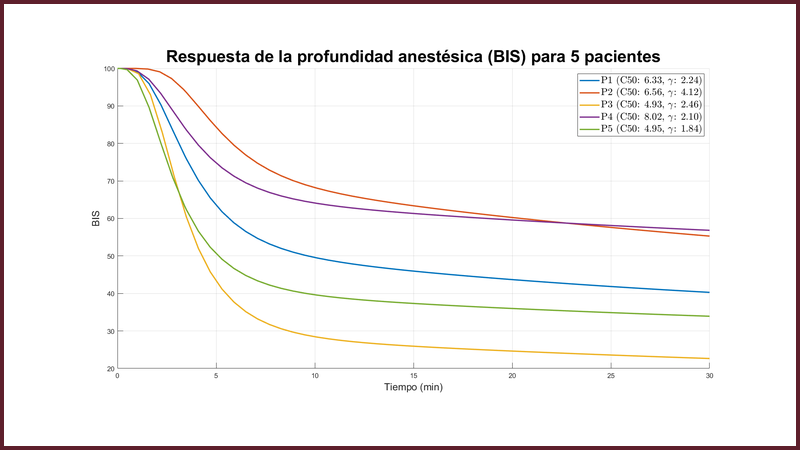 Respuesta de la profundidad anestésica (BIS) para 5 pacientes
P1 (C50: 6.33, γ: 2.24)
P2 (C50: 6.56, γ: 4.12)
P3 (C50: 4.93, γ: 2.46)
P4 (C50: 8.02, γ: 2.10)
P5 (C50: 4.95, γ: 1.84)
BIS
100
90
80
70
60
50
40
30
20
0 5 10 15 20 25 30
Tiempo (min)